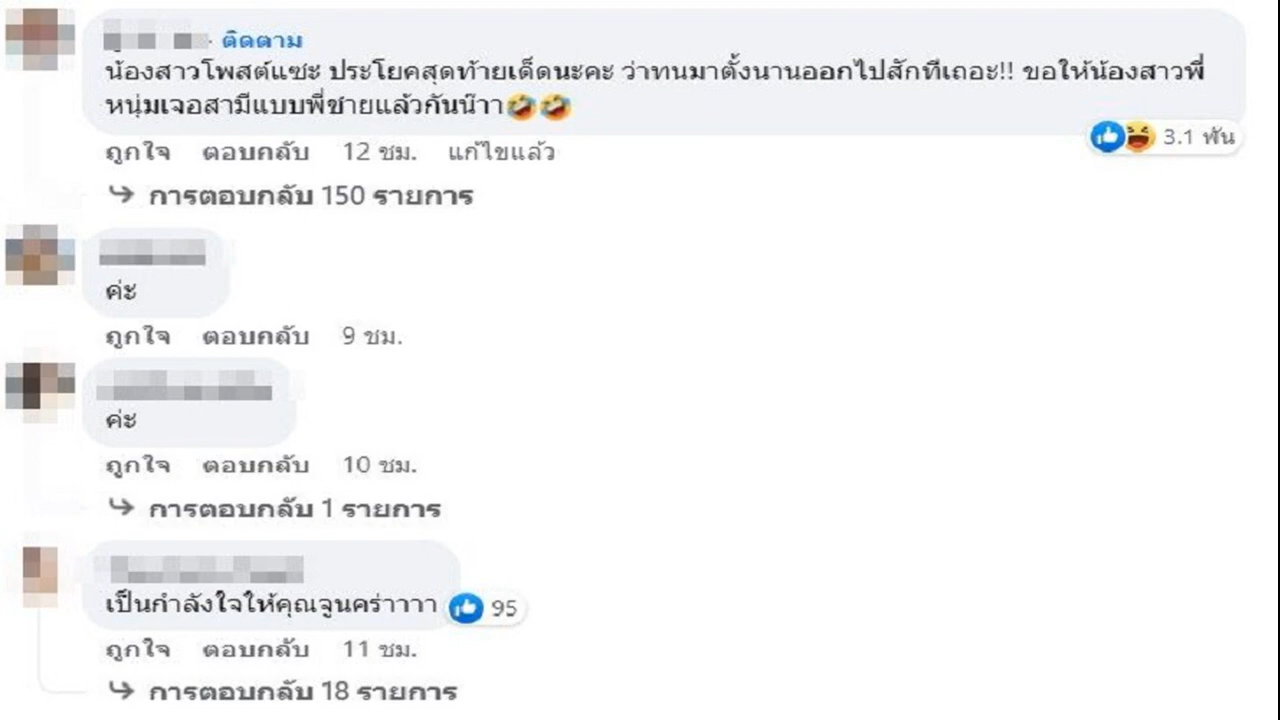 ติดตาม
น้องสาวโพสต์แซะ ประโยคสุดท้ายเด็ดนะคะ ว่าทนมาตั้งนานออกไปสักทีเถอะ!! ขอให้น้องสาวพี่
หนุ่มเจอสามีแบบพี่ชายแล้วกันน๊าา🤣🤣
3.1 พัน
ถูกใจ ตอบกลับ 12 ชม. แก้ไขแล้ว
การตอบกลับ 150 รายการ
ค่ะ
ถูกใจ ตอบกลับ 9 ชม.
ค่ะ
ถูกใจ ตอบกลับ 10 ชม.
การตอบกลับ 1 รายการ
เป็นกำลังใจให้คุณจูนคร่าาาา 95
ถูกใจ ตอบกลับ 11 ชม.
การตอบกลับ 18 รายการ